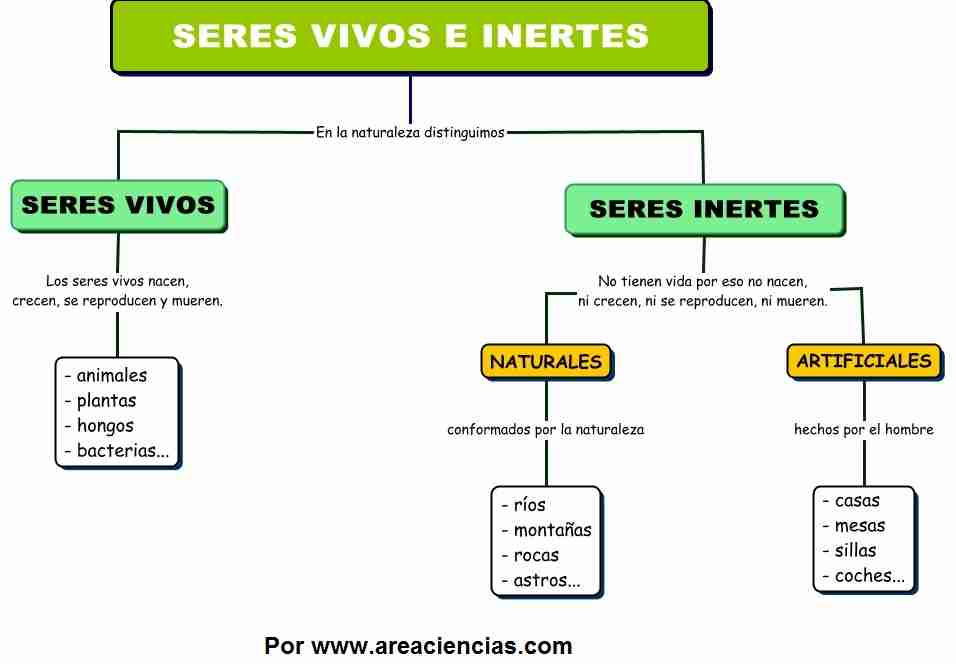 SERES VIVOS E INERTES
En la naturaleza distinguimos
SERES VIVOS
Los seres vivos nacen,
crecen, se reproducen y mueren.
- animales
- plantas
- hongos
- bacterias...
SERES INERTES
No tienen vida por eso no nacen,
ni crecen, ni se reproducen, ni mueren.
NATURALES
conformados por la naturaleza
- ríos
- montañas
- rocas
- astros...
ARTIFICIALES
hechos por el hombre
- casas
- mesas
- sillas
- coches...
Por www.areaciencias.com